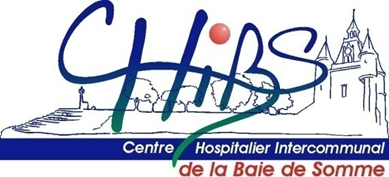 CHIBS
Centre Hospitalier Intercommunal
de la Baie de Somme